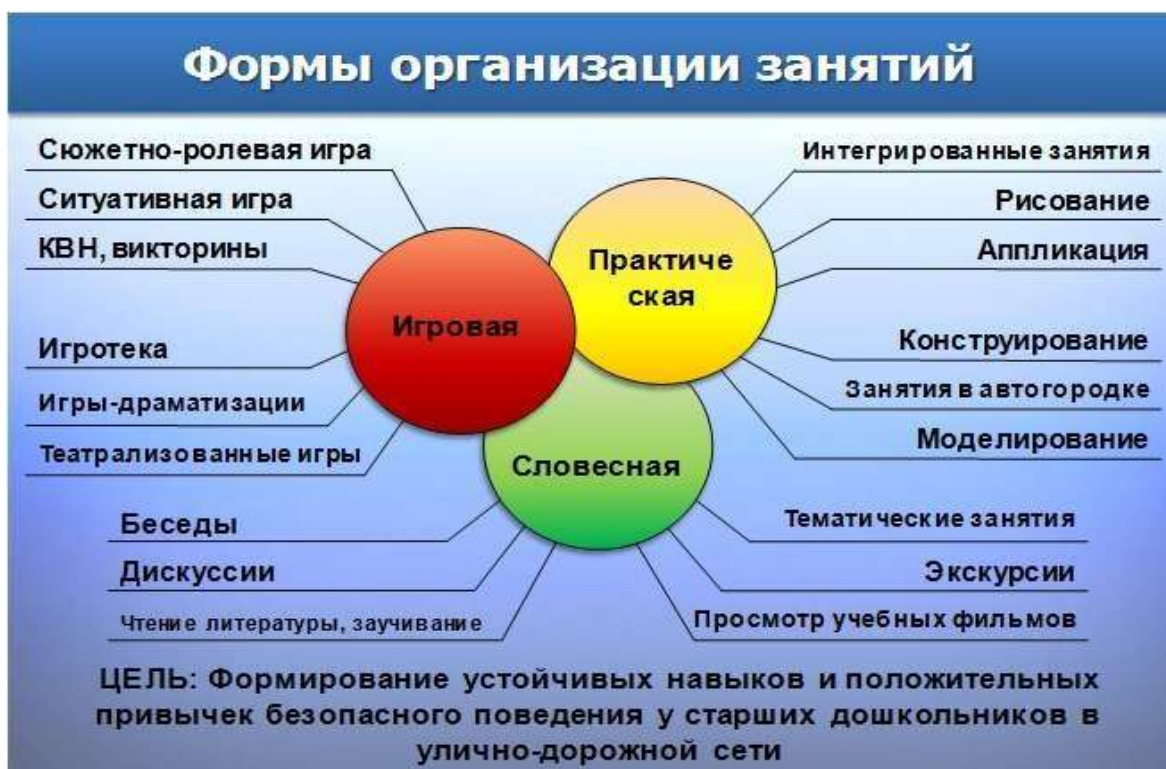 Формы организации занятий
Сюжетно-ролевая игра
Ситуативная игра
КВН, викторины
Игротека
Игры-драматизации
Театрализованные игры
Игровая
Практиче
ская
Интегрированные занятия
Рисование
Аппликация
Конструирование
Занятия в автогородке
Моделирование
Словесная
Беседы
Дискуссии
Чтение литературы, заучивание
Тематические занятия
Экскурсии
Просмотр учебных фильмов
ЦЕЛЬ: Формирование устойчивых навыков и положительных
привычек безопасного поведения у старших дошкольников в
улично-дорожной сети